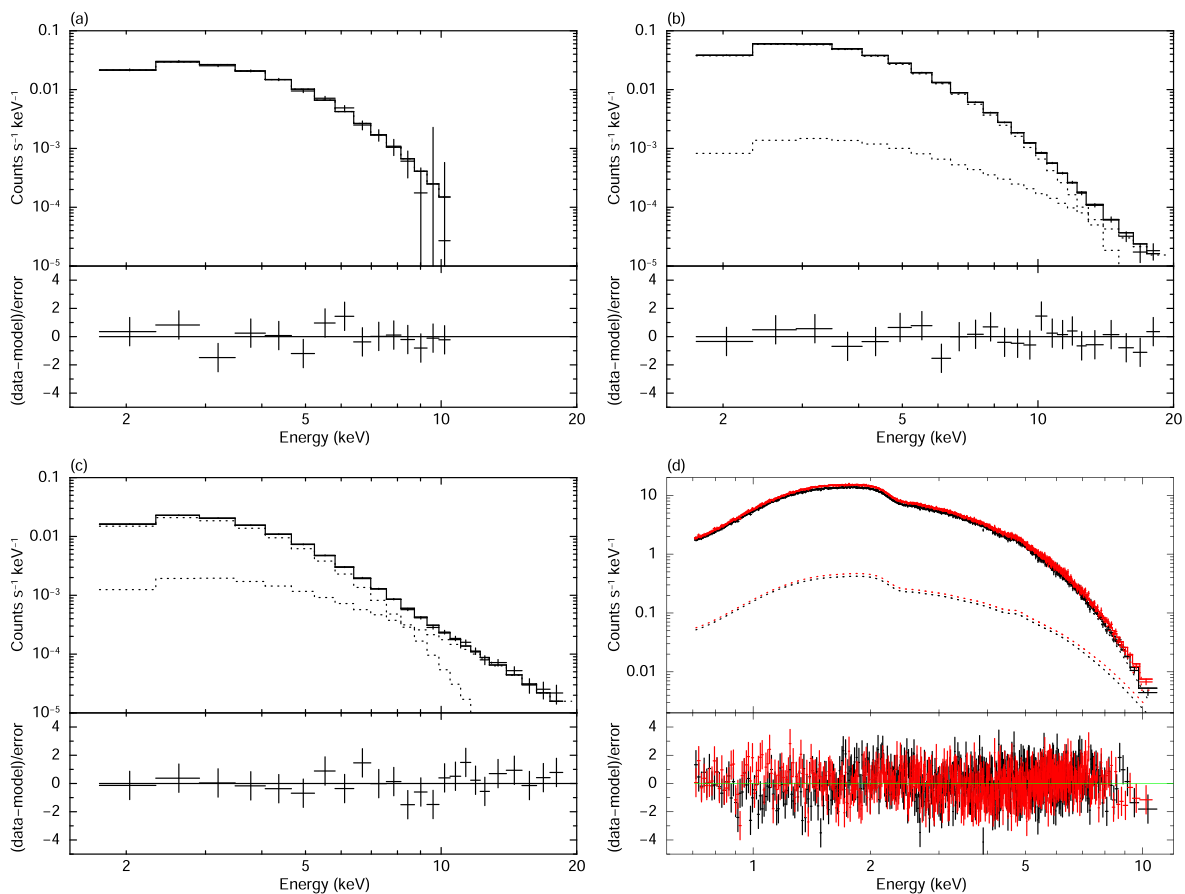 (a)
0.1
0.01
10⁻³
10⁻⁴
10⁻⁵
Counts s⁻¹ keV⁻¹
4
2
0
−2
−4
(data−model)/error
2 5 10 20
Energy (keV)
(b)
0.1
0.01
10⁻³
10⁻⁴
10⁻⁵
Counts s⁻¹ keV⁻¹
4
2
0
−2
−4
(data−model)/error
2 5 10 20
Energy (keV)
(c)
0.1
0.01
10⁻³
10⁻⁴
10⁻⁵
Counts s⁻¹ keV⁻¹
4
2
0
−2
−4
(data−model)/error
2 5 10 20
Energy (keV)
(d)
10
1
0.1
0.01
Counts s⁻¹ keV⁻¹
4
2
0
−2
−4
(data−model)/error
1 2 5 10
Energy (keV)